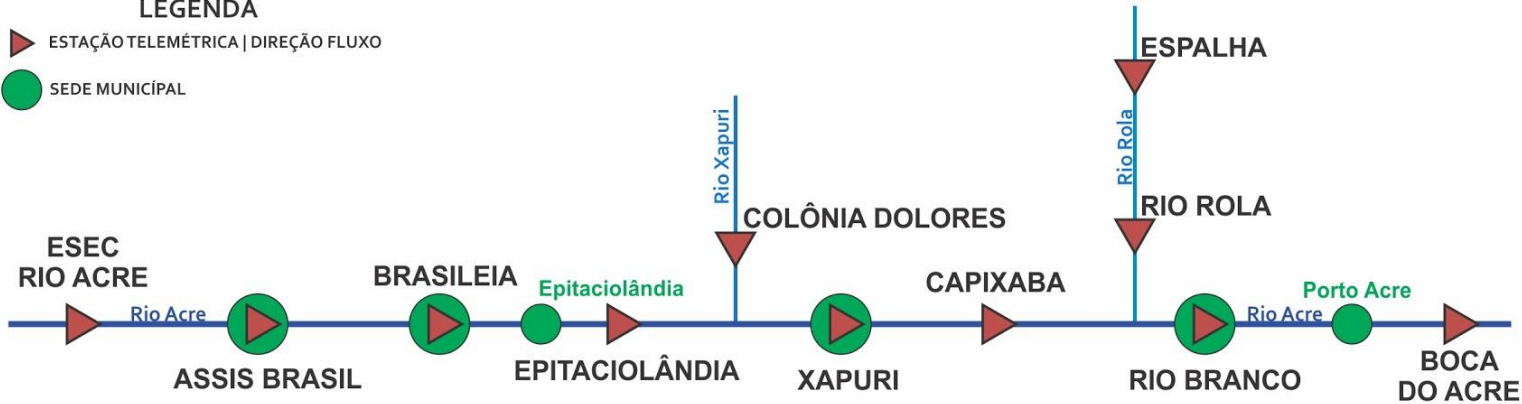 LEGENDA
ESTAÇÃO TELEMÉTRICA | DIREÇÃO FLUXO
SEDE MUNICÍPAL
ESPALHA
Rio Xapuri
Rio Rola
COLÔNIA DOLORES
RIO ROLA
ESEC
RIO ACRE
BRASILEIA
Epitaciolândia
CAPIXABA
Porto Acre
Rio Acre
Rio Acre
ASSIS BRASIL
EPITACIOLÂNDIA
XAPURI
RIO BRANCO
BOCA
DO ACRE